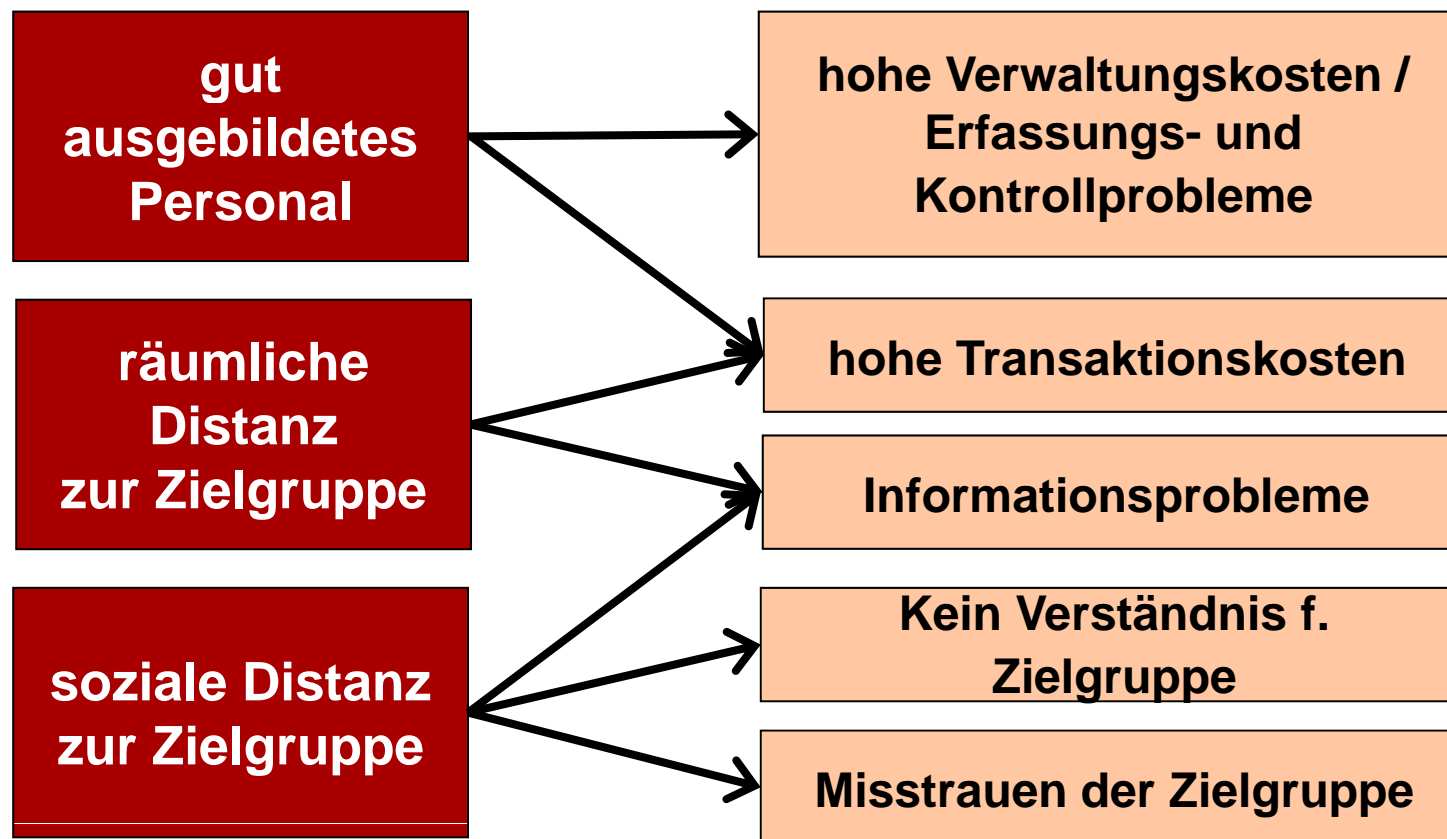 gut
ausgebildetes
Personal
räumliche
Distanz
zur Zielgruppe
soziale Distanz
zur Zielgruppe
hohe Verwaltungskosten /
Erfassungs- und
Kontrollprobleme
hohe Transaktionskosten
Informationsprobleme
Kein Verständnis f.
Zielgruppe
Misstrauen der Zielgruppe